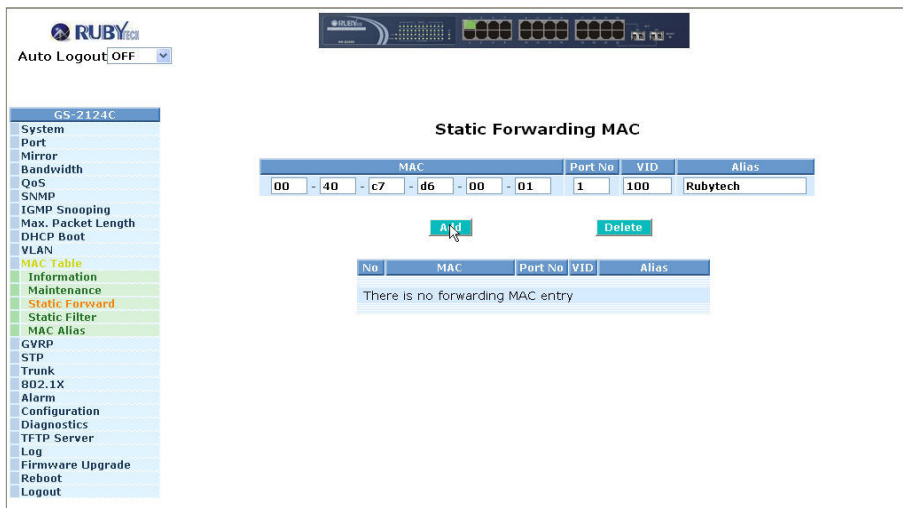 RUBYTECH
Auto Logout OFF
GS-2124C
System
Port
Mirror
Bandwidth
QoS
SNMP
IGMP Snooping
Max. Packet Length
DHCP Boot
VLAN
MAC Table
Information
Maintenance
Static Forward
Static Filter
MAC Alias
GVRP
STP
Trunk
802.1X
Alarm
Configuration
Diagnostics
TFTP Server
Log
Firmware Upgrade
Reboot
Logout
Static Forwarding MAC
MAC Port No VID Alias
00 - 40 - c7 - d6 - 00 - 01 1 100 Rubytech
Add Delete
No MAC Port No VID Alias
There is no forwarding MAC entry